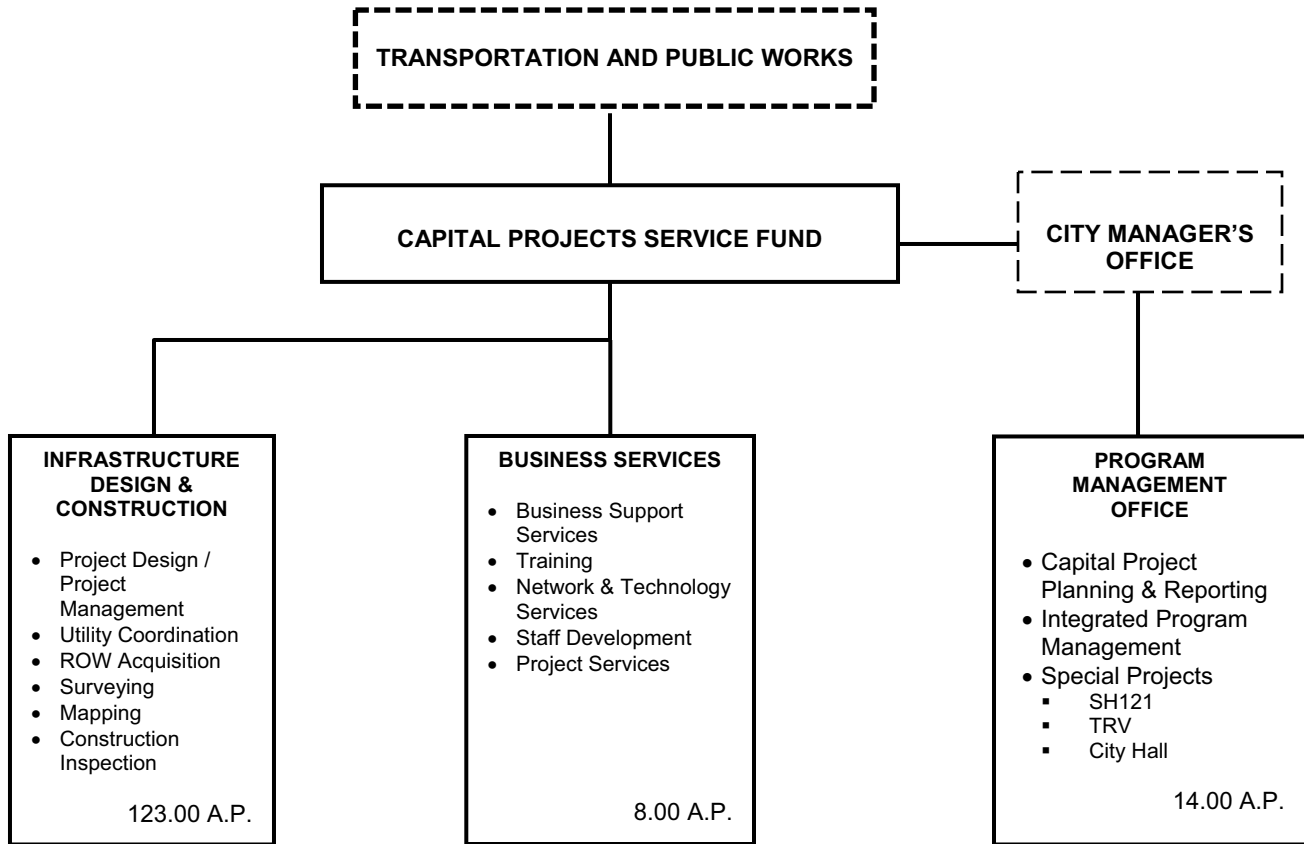 TRANSPORTATION AND PUBLIC WORKS
CAPITAL PROJECTS SERVICE FUND
CITY MANAGER’S
OFFICE
INFRASTRUCTURE
DESIGN &
CONSTRUCTION
• Project Design /
Project
Management
• Utility Coordination
• ROW Acquisition
• Surveying
• Mapping
• Construction
Inspection
123.00 A.P.
BUSINESS SERVICES
• Business Support
Services
• Training
• Network & Technology
Services
• Staff Development
• Project Services
8.00 A.P.
PROGRAM
MANAGEMENT
OFFICE
• Capital Project
Planning & Reporting
• Integrated Program
Management
• Special Projects
▪ SH121
▪ TRV
▪ City Hall
14.00 A.P.